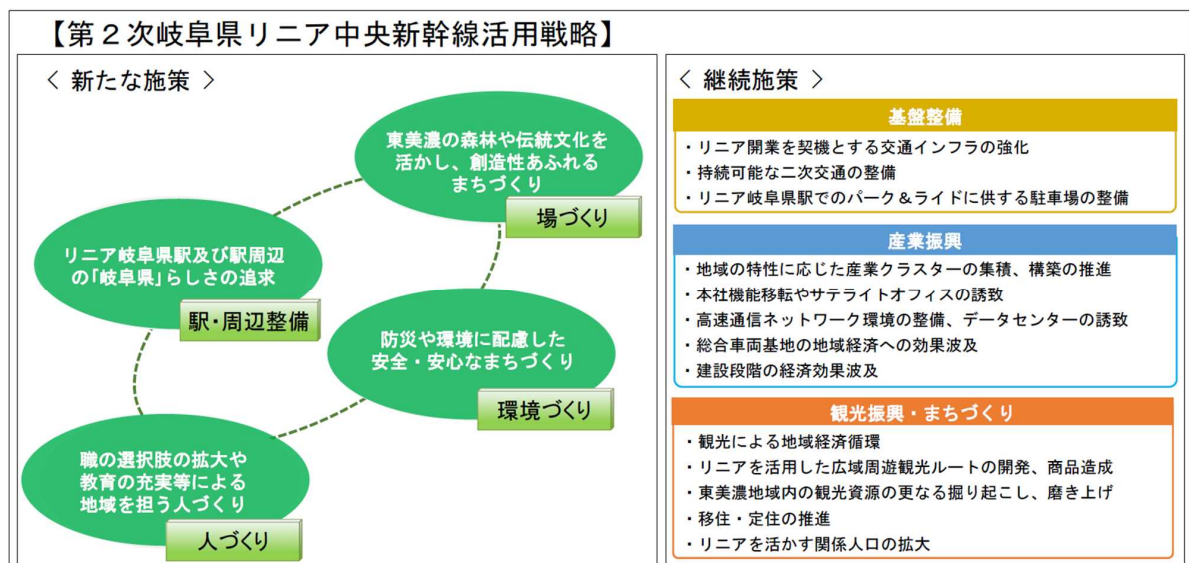 【第２次岐阜県リニア中央新幹線活用戦略】
＜ 新たな施策 ＞
東美濃の森林や伝統文化を
活かし、創造性あふれる
まちづくり
場づくり
リニア岐阜県駅及び駅周辺
の｢岐阜県｣らしさの追求
駅・周辺整備
防災や環境に配慮した
安全・安心なまちづくり
環境づくり
職の選択肢の拡大や
教育の充実等による
地域を担う人づくり
人づくり
＜ 継続施策 ＞
基盤整備
・リニア開業を契機とする交通インフラの強化
・持続可能な二次交通の整備
・リニア岐阜県駅でのパーク＆ライドに供する駐車場の整備
産業振興
・地域の特性に応じた産業クラスターの集積、構築の推進
・本社機能移転やサテライトオフィスの誘致
・高速通信ネットワーク環境の整備、データセンターの誘致
・総合車両基地の地域経済への効果波及
・建設段階の経済効果波及
観光振興・まちづくり
・観光による地域経済循環
・リニアを活用した広域周遊観光ルートの開発、商品造成
・東美濃地域内の観光資源の更なる掘り起こし、磨き上げ
・移住・定住の推進
・リニアを活かす関係人口の拡大